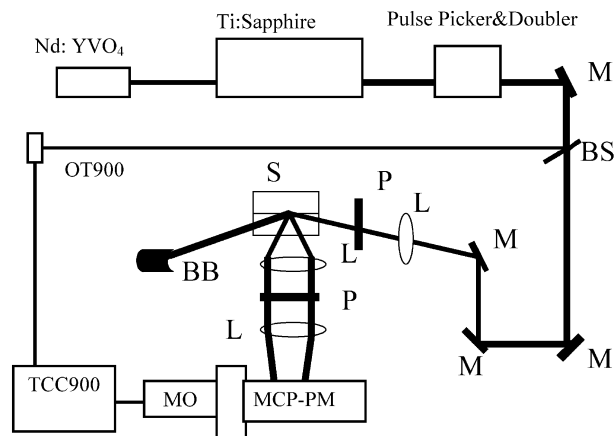 Nd: YVO4
Ti:Sapphire
Pulse Picker&Doubler
M
BS
OT900
S
P
L
M
BB
L
P
L
M
M
TCC900
MO
MCP-PM